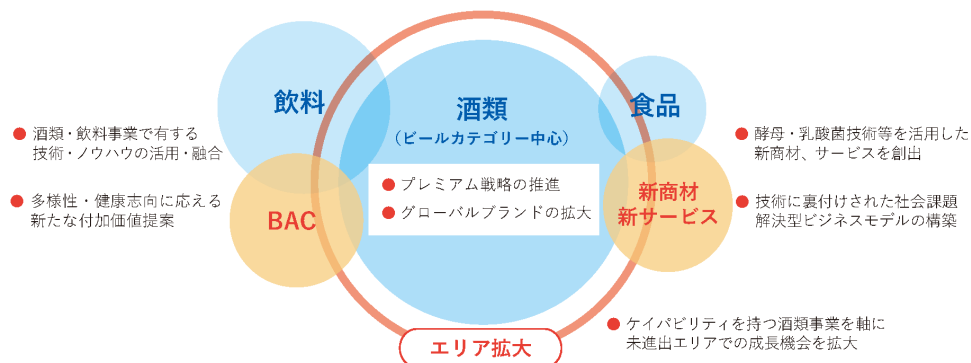 飲料
酒類
(ビールカテゴリー中心)
食品
● 酒類・飲料事業で有する
技術・ノウハウの活用・融合
● 多様性・健康志向に応える
新たな付加価値提案
BAC
● プレミアム戦略の推進
● グローバルブランドの拡大
新商材
新サービス
● 酵母・乳酸菌技術等を活用した
新商材、サービスを創出
● 技術に裏付けされた社会課題
解決型ビジネスモデルの構築
エリア拡大
● ケイパビリティを持つ酒類事業を軸に
未進出エリアでの成長機会を拡大